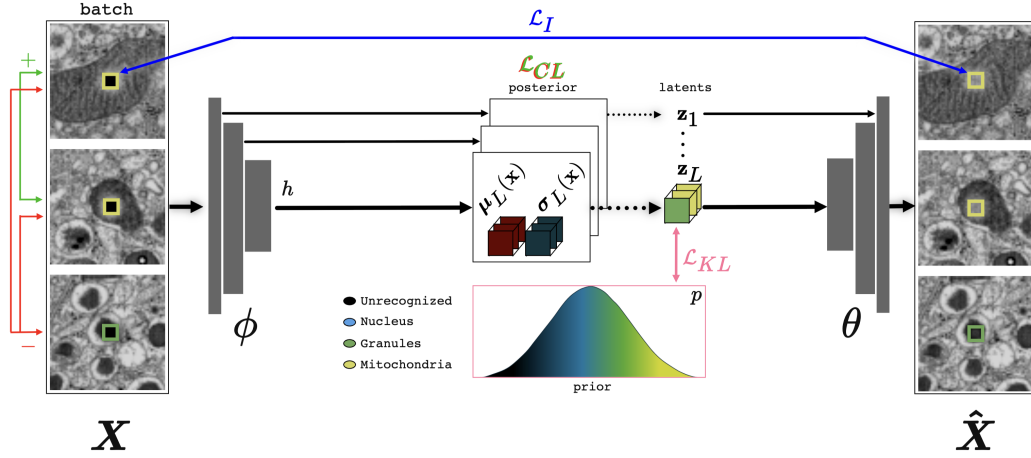 batch
ℒ_I
+
ℒ_CL
posterior
latents
z_1
h
μ_L(x)
σ_L(x)
z_L
ℒ_KL
p
Unrecognized
Nucleus
Granules
Mitochondria
prior
ϕ
θ
−
X
X̂